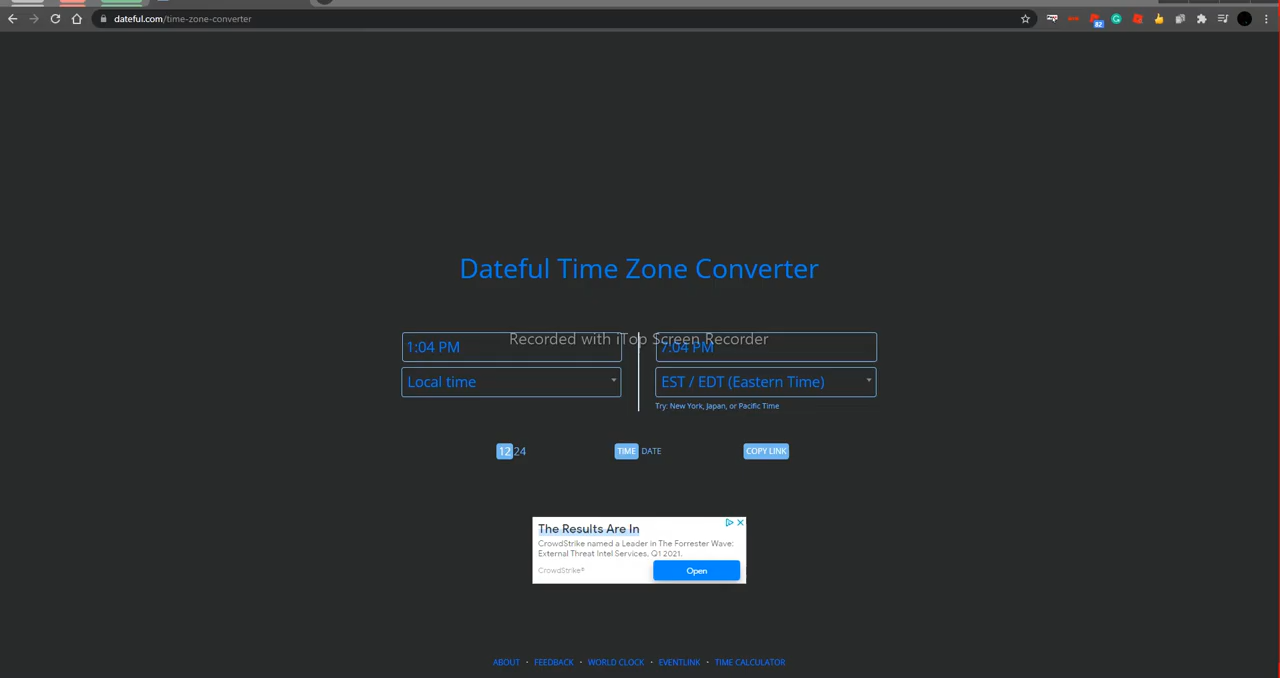 dateful.com/time-zone-converter
82
Dateful Time Zone Converter
Recorded with iTop Screen Recorder
1:04 PM
7:04 PM
Local time
EST / EDT (Eastern Time)
Try: New York, Japan, or Pacific Time
12 24
TIME DATE
COPY LINK
The Results Are In
CrowdStrike named a Leader in The Forrester Wave:
External Threat Intel Services, Q1 2021.
CrowdStrike®
Open
ABOUT · FEEDBACK · WORLD CLOCK · EVENTLINK · TIME CALCULATOR